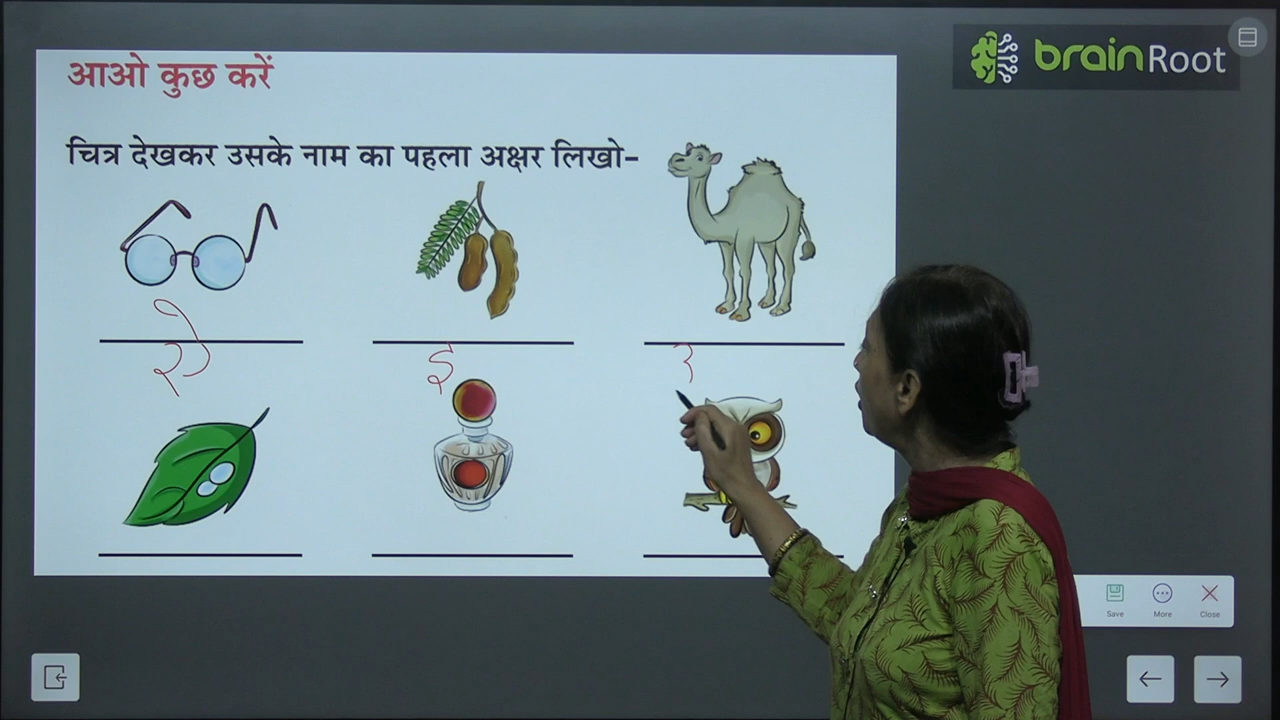 brainRoot
आओ कुछ करें
चित्र देखकर उसके नाम का पहला अक्षर लिखो-
इ
Save More Close